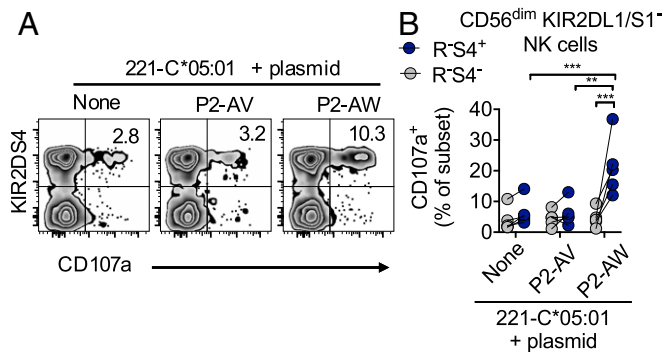 A
221-C*05:01 + plasmid
None P2-AV P2-AW
2.8 3.2 10.3
KIR2DS4
CD107a
B
CD56dim KIR2DL1/S1-
NK cells
R-S4+
R-S4-
***
**
***
CD107a+
(% of subset)
40
30
20
10
0
None P2-AV P2-AW
221-C*05:01
+ plasmid